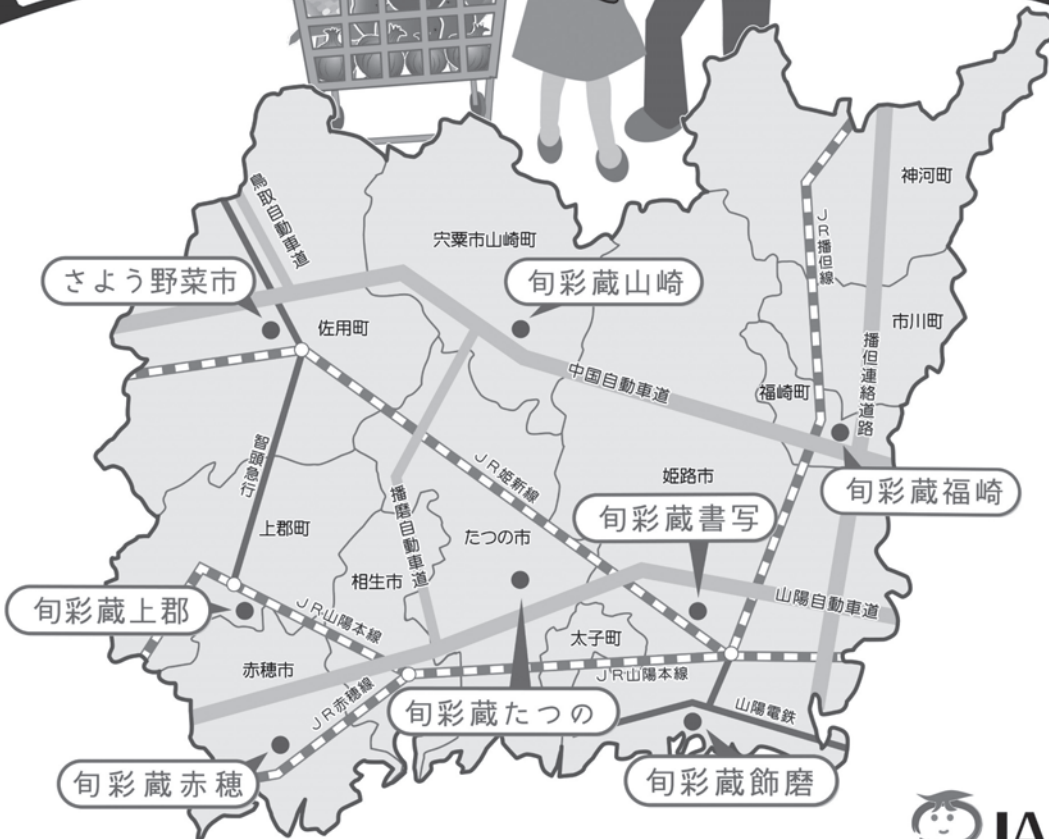 神河町
鳥取自動車道
宍粟市山崎町
JR播但線
さよう野菜市
旬彩蔵山崎
佐用町
市川町
播但連絡道路
中国自動車道
福崎町
智頭急行
JR姫新線
姫路市
旬彩蔵福崎
播磨自動車道
旬彩蔵書写
上郡町
たつの市
相生市
山陽自動車道
旬彩蔵上郡
JR山陽本線
太子町
赤穂市
JR山陽本線
JR赤穂線
旬彩蔵たつの
山陽電鉄
旬彩蔵赤穂
旬彩蔵飾磨
JA